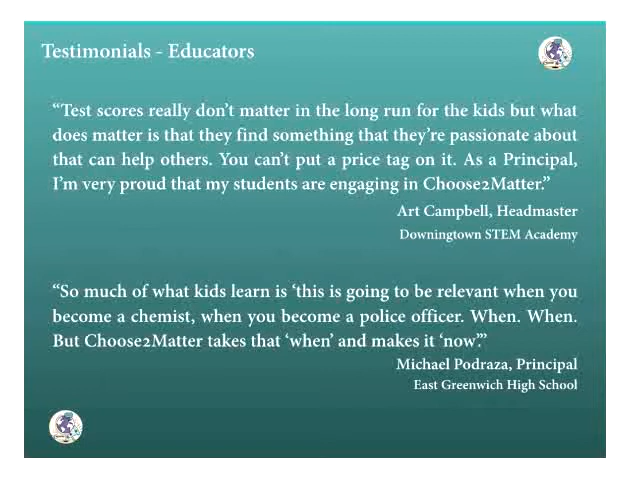 Testimonials - Educators
“Test scores really don’t matter in the long run for the kids but what
does matter is that they find something that they’re passionate about
that can help others. You can’t put a price tag on it. As a Principal,
I’m very proud that my students are engaging in Choose2Matter.”
Art Campbell, Headmaster
Downingtown STEM Academy
“So much of what kids learn is ‘this is going to be relevant when you
become a chemist, when you become a police officer. When. When.
But Choose2Matter takes that ‘when’ and makes it ‘now’.”
Michael Podraza, Principal
East Greenwich High School